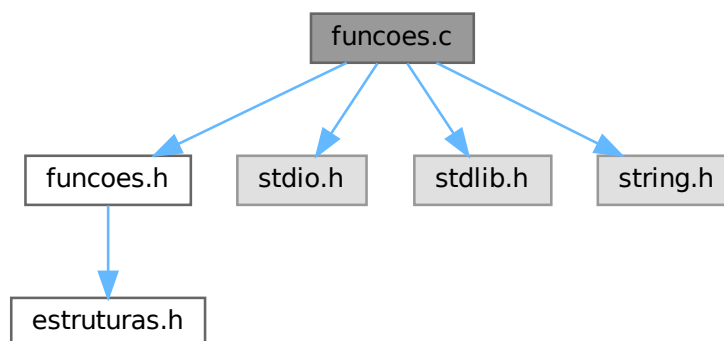 funcoes.c
funcoes.h
stdio.h
stdlib.h
string.h
estruturas.h